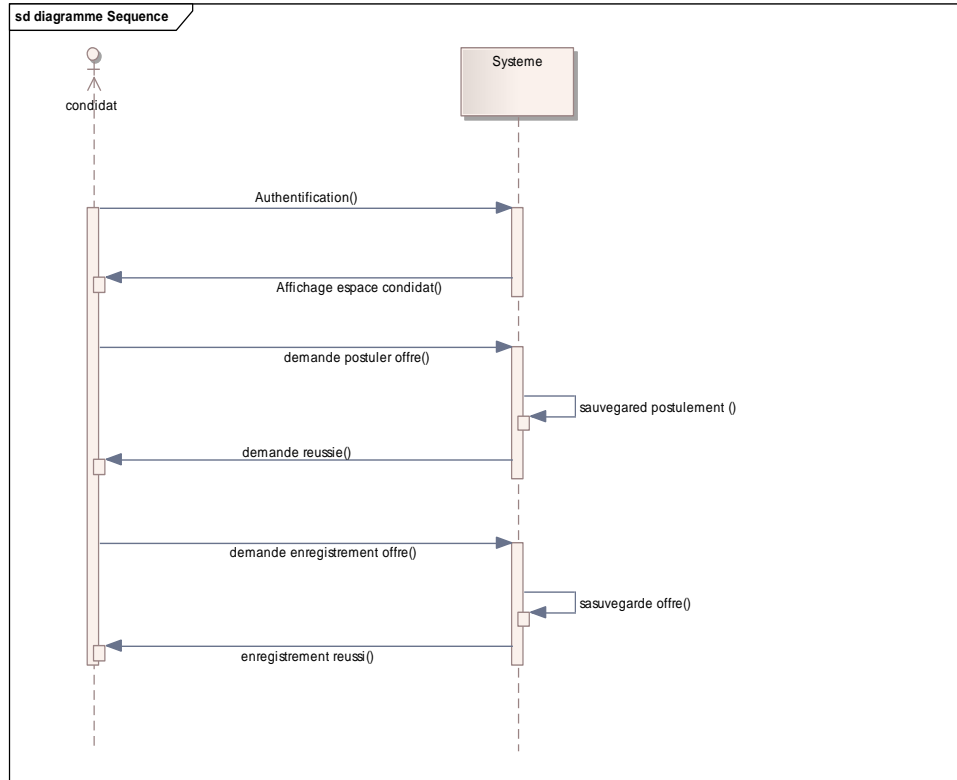 sd diagramme Sequence
condidat
Systeme
Authentification()
Affichage espace condidat()
demande postuler offre()
sauvegared postulement ()
demande reussie()
demande enregistrement offre()
sasuvegarde offre()
enregistrement reussi()